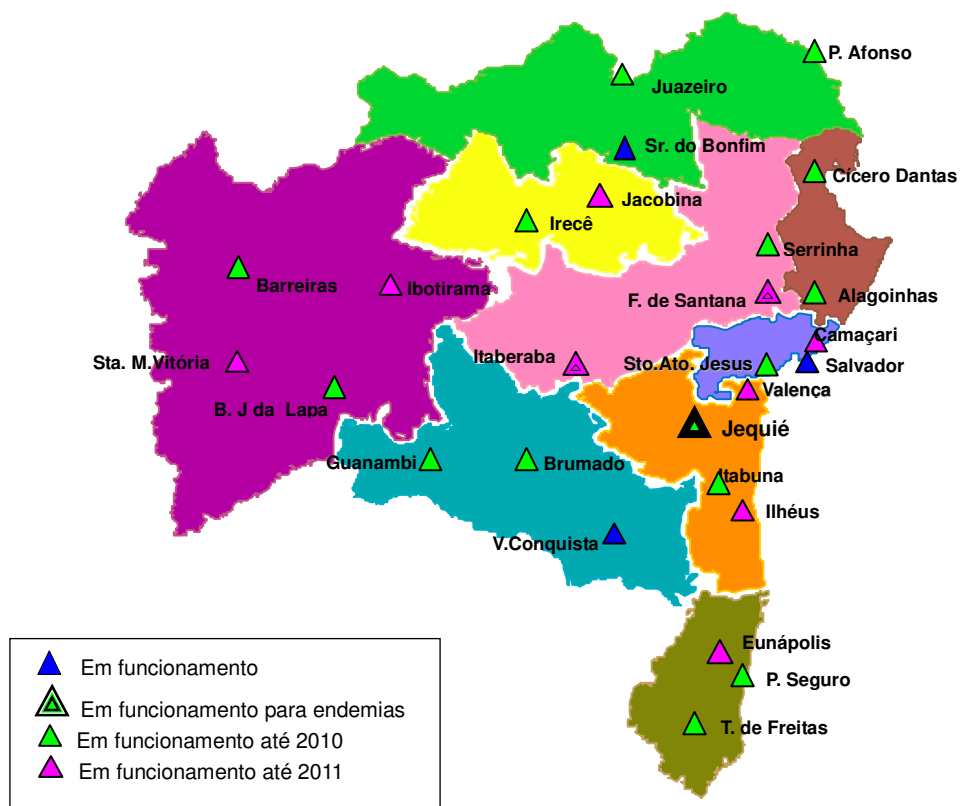 P. Afonso
Juazeiro
Sr. do Bonfim
Cícero Dantas
Jacobina
Irecê
Serrinha
Barreiras
Ibotirama
F. de Santana
Alagoinhas
Camaçari
Sta. M.Vitória
Itaberaba
Sto.Ato. Jesus
Salvador
Valença
B. J da Lapa
Jequié
Guanambi
Brumado
Itabuna
Ilhéus
V.Conquista
Eunápolis
P. Seguro
T. de Freitas
Em funcionamento
Em funcionamento para endemias
Em funcionamento até 2010
Em funcionamento até 2011